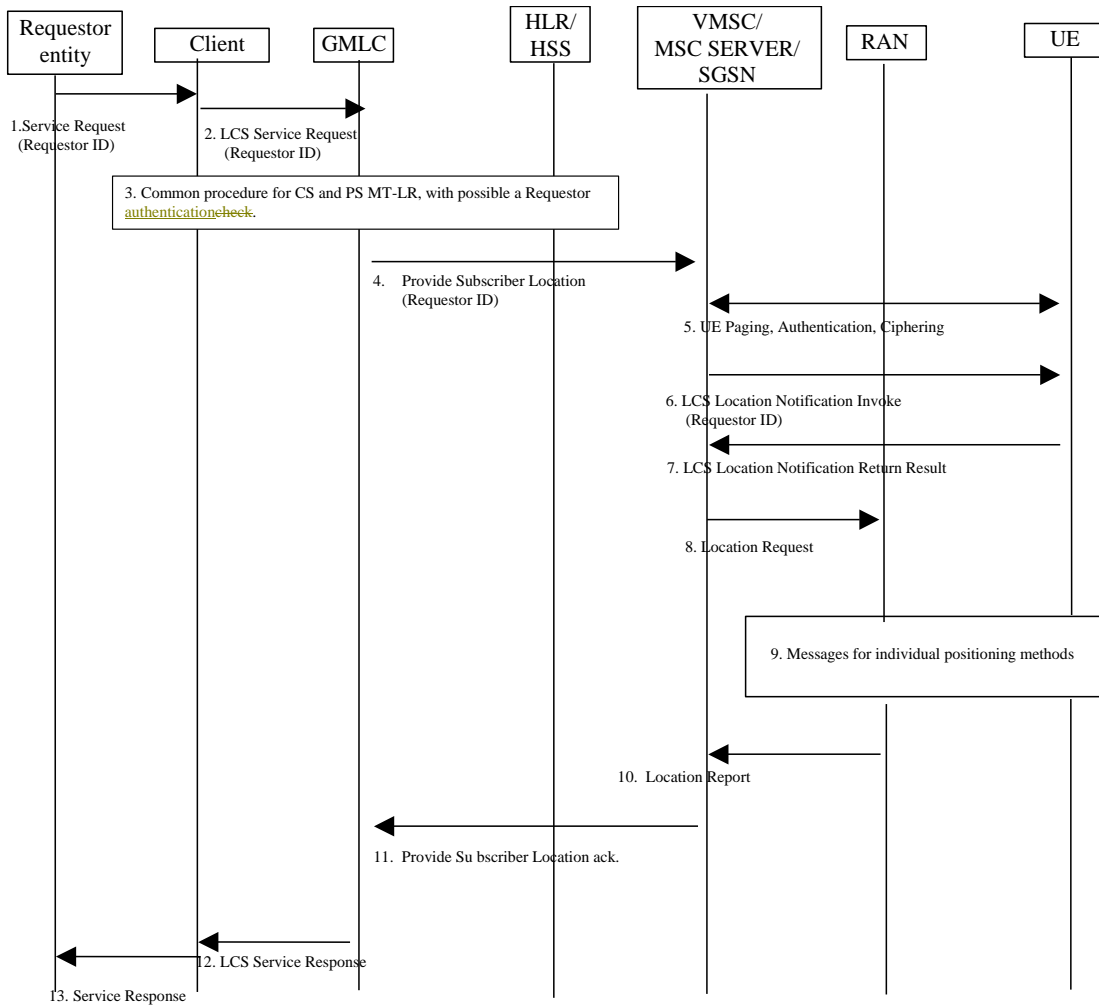 Requestor
entity
Client
GMLC
HLR/
HSS
VMSC/
MSC SERVER/
SGSN
RAN
UE
1.Service Request
(Requestor ID)
2. LCS Service Request
(Requestor ID)
3. Common procedure for CS and PS MT-LR, with possible a Requestor
authenticationcheck.
4. Provide Subscriber Location
(Requestor ID)
5. UE Paging, Authentication, Ciphering
6. LCS Location Notification Invoke
(Requestor ID)
7. LCS Location Notification Return Result
8. Location Request
9. Messages for individual positioning methods
10. Location Report
11. Provide Su bscriber Location ack.
12. LCS Service Response
13. Service Response